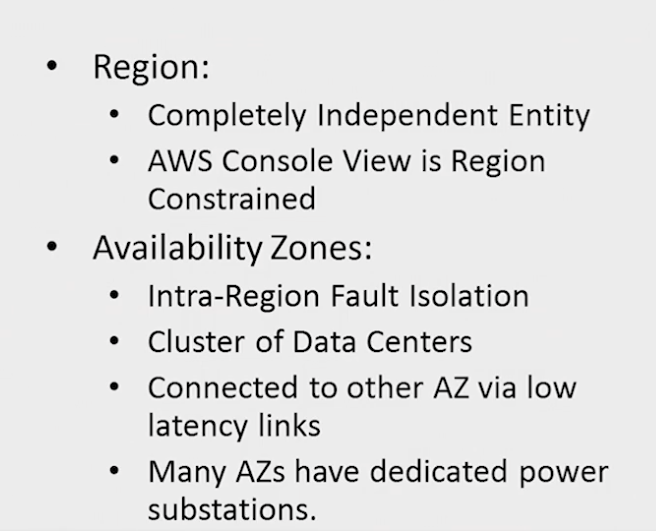 • Region:
• Completely Independent Entity
• AWS Console View is Region
Constrained
• Availability Zones:
• Intra-Region Fault Isolation
• Cluster of Data Centers
• Connected to other AZ via low
latency links
• Many AZs have dedicated power
substations.